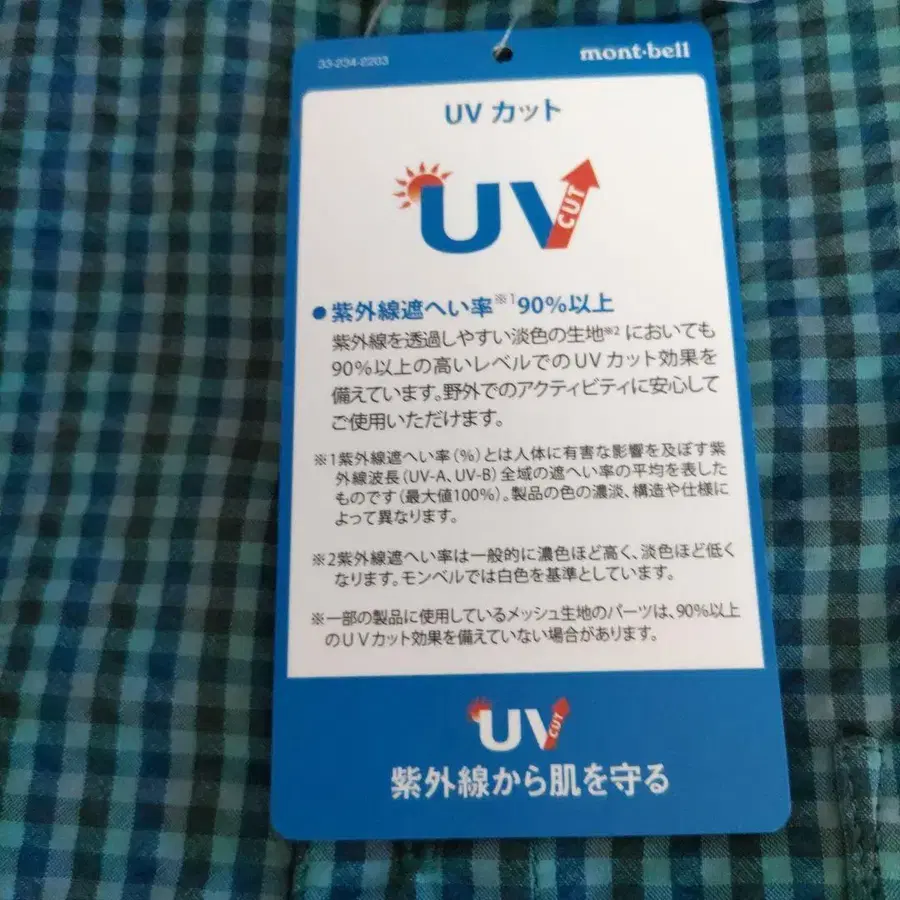 33-234-2203
mont-bell
UV カット
UV CUT
● 紫外線遮へい率※1 90%以上
紫外線を透過しやすい淡色の生地※2 においても
90%以上の高いレベルでのUVカット効果を
備えています。野外でのアクティビティに安心して
ご使用いただけます。
※1紫外線遮へい率(%)とは人体に有害な影響を及ぼす紫
外線波長(UV-A, UV-B)全域の遮へい率の平均を表した
ものです(最大値100%)。製品の色の濃淡、構造や仕様に
よって異なります。
※2紫外線遮へい率は一般的に濃色ほど高く、淡色ほど低く
なります。モンベルでは白色を基準としています。
※一部の製品に使用しているメッシュ生地のパーツは、90%以上
のUVカット効果を備えていない場合があります。
UV CUT
紫外線から肌を守る